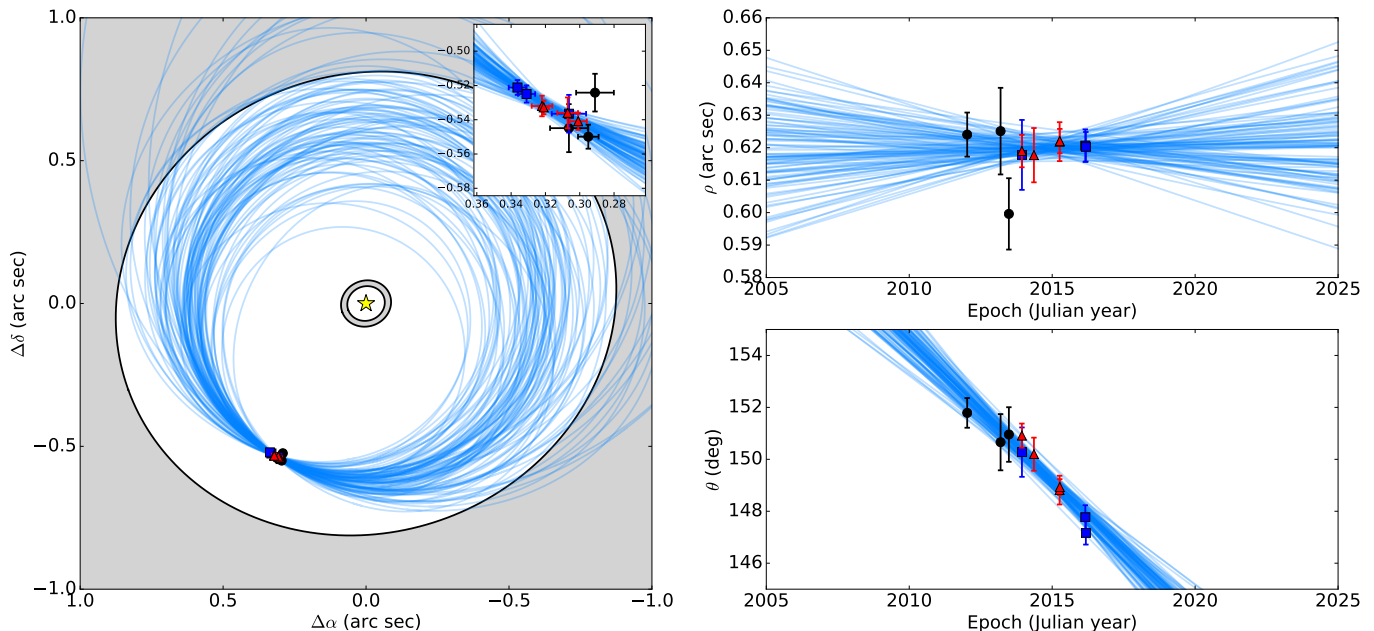 1.0
0.5
0.0
−0.5
−1.0
1.0 0.5 0.0 −0.5 −1.0
Δδ (arc sec)
Δα (arc sec)
−0.50
−0.52
−0.54
−0.56
−0.58
0.36 0.34 0.32 0.30 0.28
0.66
0.65
0.64
0.63
0.62
0.61
0.60
0.59
0.58
ρ (arc sec)
2005 2010 2015 2020 2025
Epoch (Julian year)
154
152
150
148
146
θ (deg)
2005 2010 2015 2020 2025
Epoch (Julian year)